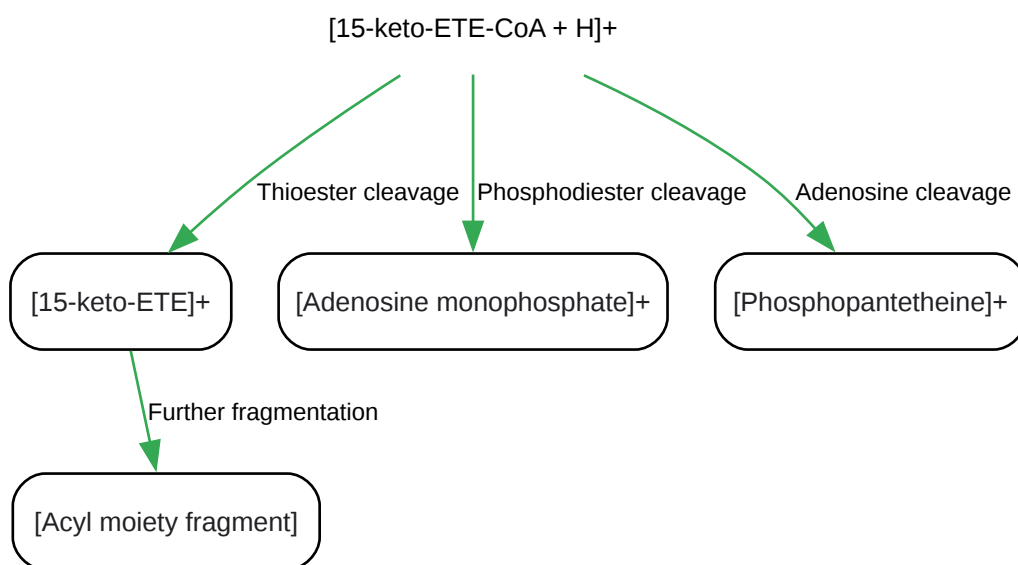 [15-keto-ETE-CoA + H]+
Thioester cleavage
Phosphodiester cleavage
Adenosine cleavage
[15-keto-ETE]+
[Adenosine monophosphate]+
[Phosphopantetheine]+
Further fragmentation
[Acyl moiety fragment]